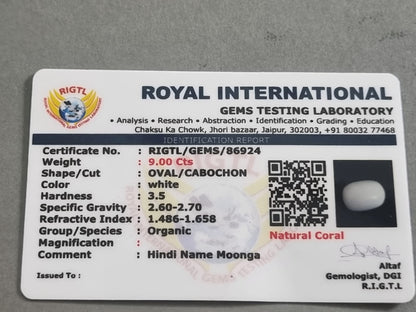 RIGTL
ROYAL INTERNATIONAL
GEMS TESTING LABORATORY
• Analysis • Research • Abstraction • Identification • Grading • Education
Chaksu Ka Chowk, Jhori bazaar, Jaipur, 302003, +91 80032 77468
IDENTIFICATION REPORT
Certificate No. : RIGTL/GEMS/86924
Weight : 9.00 Cts
Shape/Cut : OVAL/CABOCHON
Color : white
Hardness : 3.5
Specific Gravity : 2.60-2.70
Refractive Index : 1.486-1.658
Group/Species : Organic
Magnification :
Comment : Hindi Name Moonga
Natural Coral
Issued To :
Altaf
Gemologist, DGI
R.I.G.T.L